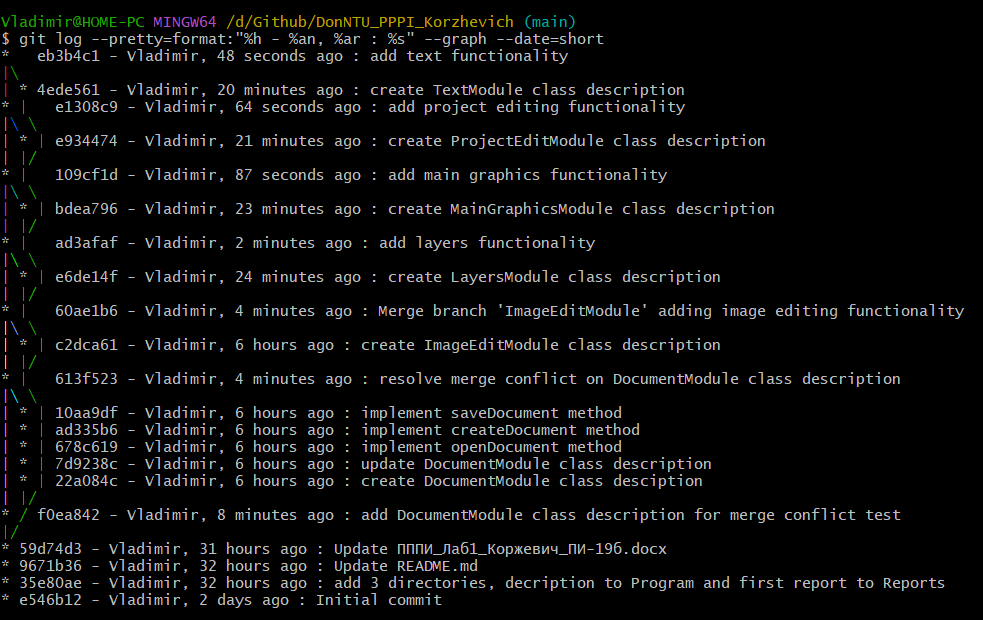 Vladimir@HOME-PC MINGW64 /d/Github/DonNTU_PPPI_Korzhevich (main)
$ git log --pretty=format:"%h - %an, %ar : %s" --graph --date=short
*   eb3b4c1 - Vladimir, 48 seconds ago : add text functionality
|\
| * 4ede561 - Vladimir, 20 minutes ago : create TextModule class description
* |   e1308c9 - Vladimir, 64 seconds ago : add project editing functionality
|\ \
| * | e934474 - Vladimir, 21 minutes ago : create ProjectEditModule class description
| |/
* |   109cf1d - Vladimir, 87 seconds ago : add main graphics functionality
|\ \
| * | bdea796 - Vladimir, 23 minutes ago : create MainGraphicsModule class description
| |/
* |   ad3afaf - Vladimir, 2 minutes ago : add layers functionality
|\ \
| * | e6de14f - Vladimir, 24 minutes ago : create LayersModule class description
| |/
* |   60ae1b6 - Vladimir, 4 minutes ago : Merge branch 'ImageEditModule' adding image editing functionality
|\ \
| * | c2dca61 - Vladimir, 6 hours ago : create ImageEditModule class description
| |/
* |   613f523 - Vladimir, 4 minutes ago : resolve merge conflict on DocumentModule class description
|\ \
| * | 10aa9df - Vladimir, 6 hours ago : implement saveDocument method
| * | ad335b6 - Vladimir, 6 hours ago : implement createDocument method
| * | 678c619 - Vladimir, 6 hours ago : implement openDocument method
| * | 7d9238c - Vladimir, 6 hours ago : update DocumentModule class description
| * | 22a084c - Vladimir, 6 hours ago : create DocumentModule class desciption
| |/
* / f0ea842 - Vladimir, 8 minutes ago : add DocumentModule class description for merge conflict test
|/
* 59d74d3 - Vladimir, 31 hours ago : Update ПППИ_Лаб1_Коржевич_ПИ-19б.docx
* 9671b36 - Vladimir, 32 hours ago : Update README.md
* 35e80ae - Vladimir, 32 hours ago : add 3 directories, decription to Program and first report to Reports
* e546b12 - Vladimir, 2 days ago : Initial commit